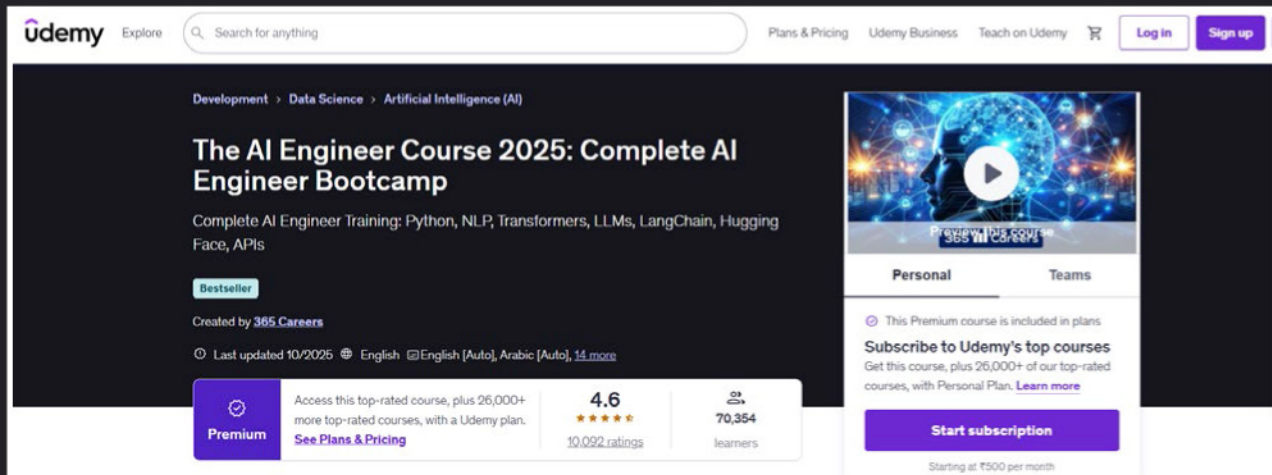 ûdemy Explore Search for anything Plans & Pricing Udemy Business Teach on Udemy Log in Sign up
Development > Data Science > Artificial Intelligence (AI)
The AI Engineer Course 2025: Complete AI
Engineer Bootcamp
Complete AI Engineer Training: Python, NLP, Transformers, LLMs, LangChain, Hugging
Face, APIs
Bestseller
Created by 365 Careers
Last updated 10/2025 English English [Auto], Arabic [Auto], 14 more
Premium
Access this top-rated course, plus 26,000+
more top-rated courses, with a Udemy plan.
See Plans & Pricing
4.6
10,092 ratings
70,354
learners
Preview this course
365 Careers
Personal Teams
This Premium course is included in plans
Subscribe to Udemy's top courses
Get this course, plus 26,000+ of our top-rated
courses, with Personal Plan. Learn more
Start subscription
Starting at ₹500 per month